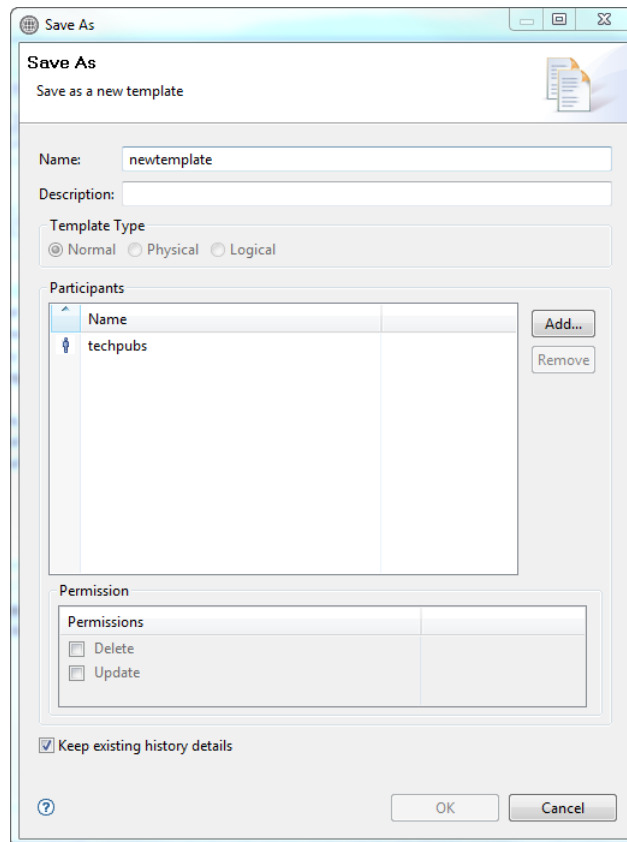 Save As
Save As
Save as a new template
Name: newtemplate
Description:
Template Type
Normal Physical Logical
Participants
Name
Add...
techpubs
Remove
Permission
Permissions
Delete
Update
Keep existing history details
? OK Cancel